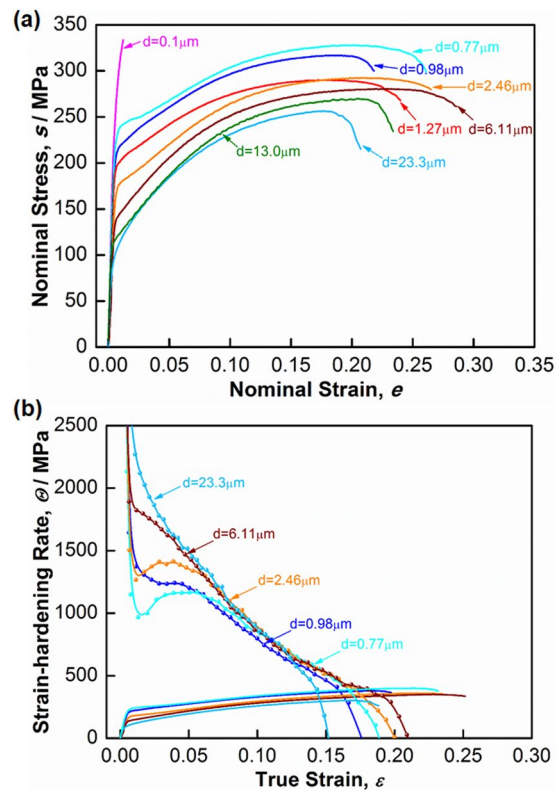 (a)
350
300
250
200
150
100
50
0
Nominal Stress, s / MPa
d=0.1μm
d=0.77μm
d=0.98μm
d=2.46μm
d=1.27μm
d=6.11μm
d=13.0μm
d=23.3μm
0.00 0.05 0.10 0.15 0.20 0.25 0.30 0.35
Nominal Strain, e
(b)
2500
2000
1500
1000
500
0
Strain-hardening Rate, Θ / MPa
d=23.3μm
d=6.11μm
d=2.46μm
d=0.98μm
d=0.77μm
0.00 0.05 0.10 0.15 0.20 0.25 0.30
True Strain, ε